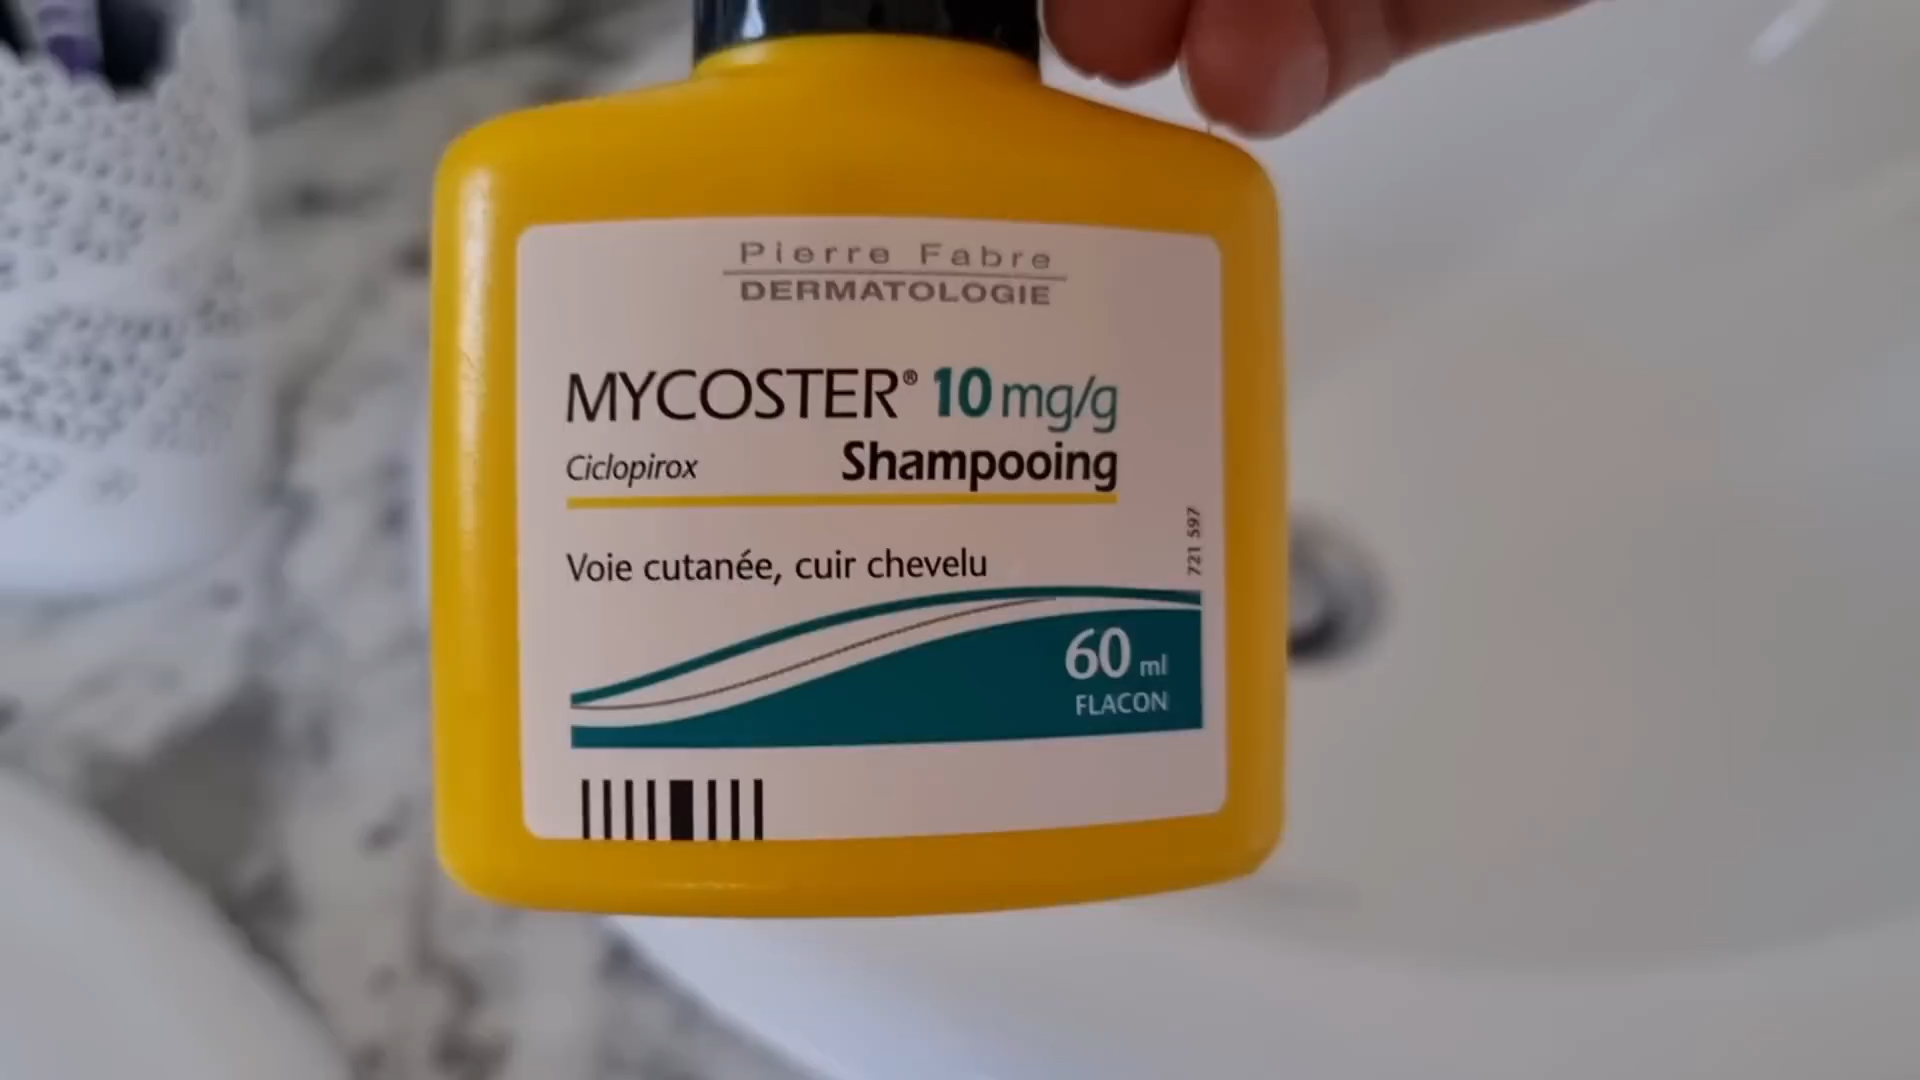 Pierre Fabre
DERMATOLOGIE
MYCOSTER® 10 mg/g
Ciclopirox Shampooing
Voie cutanée, cuir chevelu
721 597
60 ml
FLACON